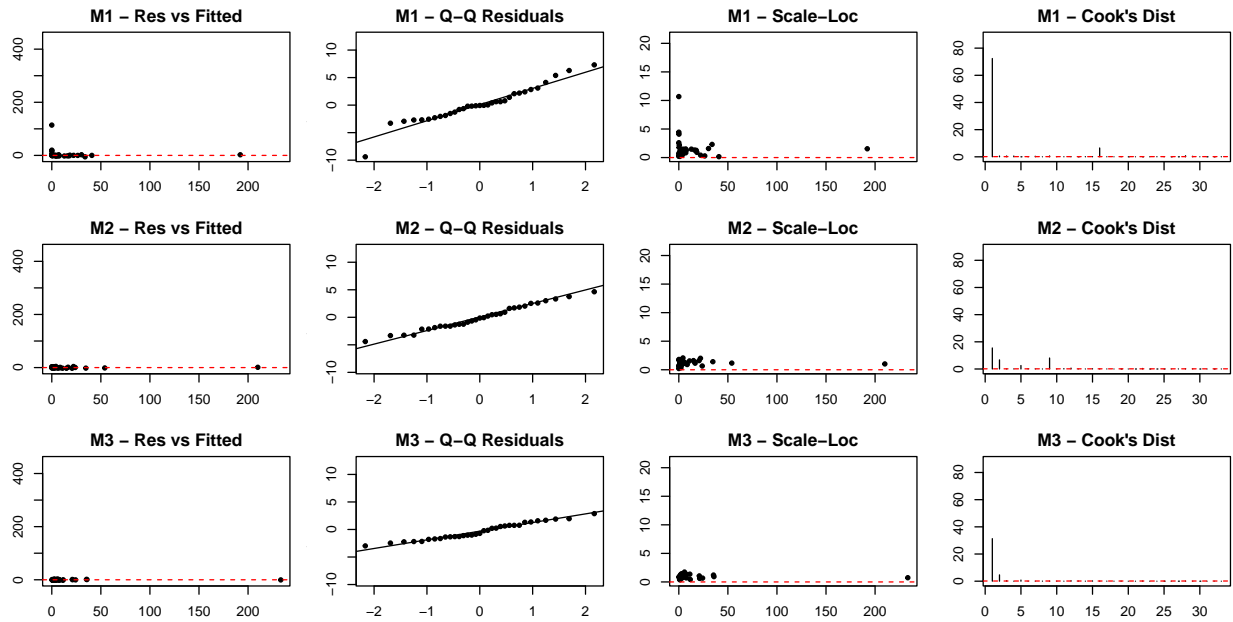 M1 − Res vs Fitted
M1 − Q−Q Residuals
M1 − Scale−Loc
M1 − Cook's Dist
0 200 400
0 50 100 150 200
−10 0 5 10
−2 −1 0 1 2
0 5 10 15 20
0 50 100 150 200
0 20 40 60 80
0 5 10 15 20 25 30
M2 − Res vs Fitted
M2 − Q−Q Residuals
M2 − Scale−Loc
M2 − Cook's Dist
0 200 400
0 50 100 150 200
−10 0 5 10
−2 −1 0 1 2
0 5 10 15 20
0 50 100 150 200
0 20 40 60 80
0 5 10 15 20 25 30
M3 − Res vs Fitted
M3 − Q−Q Residuals
M3 − Scale−Loc
M3 − Cook's Dist
0 200 400
0 50 100 150 200
−10 0 5 10
−2 −1 0 1 2
0 5 10 15 20
0 50 100 150 200
0 20 40 60 80
0 5 10 15 20 25 30